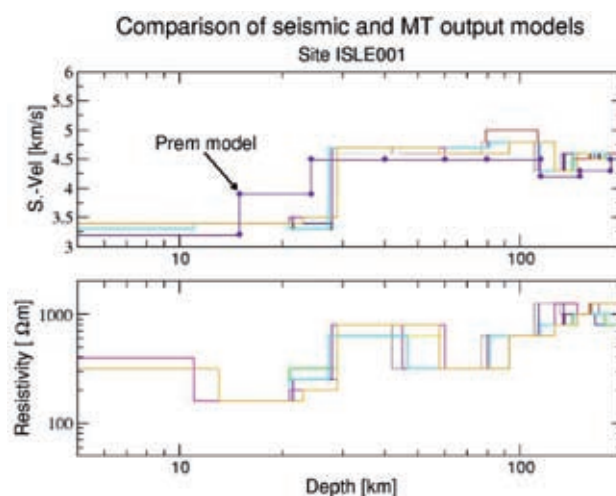 Comparison of seismic and MT output models
Site ISLE001
6
5.5
5
4.5
4
3.5
3
S.-Vel [km/s]
Prem model
10
100
1000
100
Resistivity [ Ωm]
10
100
Depth [km]